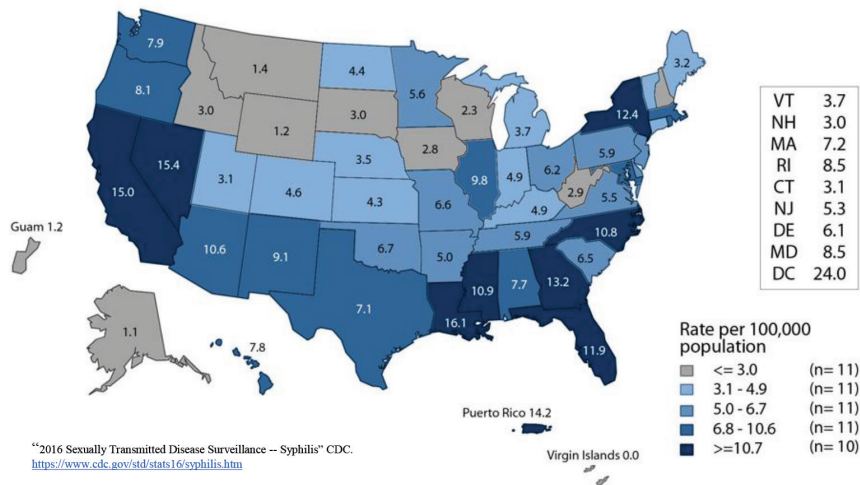 7.9
1.4
4.4
3.2
8.1
5.6
2.3
12.4
3.0
3.0
3.7
1.2
5.9
2.8
15.4
3.5
6.2
9.8
4.9
2.9
15.0
3.1
4.6
5.5
4.3
6.6
4.9
10.8
5.9
10.6
9.1
6.7
5.0
6.5
10.9
7.7
13.2
7.1
16.1
11.9
VT 3.7
NH 3.0
MA 7.2
RI 8.5
CT 3.1
NJ 5.3
DE 6.1
MD 8.5
DC 24.0
Guam 1.2
1.1
7.8
Puerto Rico 14.2
Virgin Islands 0.0
Rate per 100,000
population
<= 3.0 (n= 11)
3.1 - 4.9 (n= 11)
5.0 - 6.7 (n= 11)
6.8 - 10.6 (n= 11)
>=10.7 (n= 10)
“2016 Sexually Transmitted Disease Surveillance -- Syphilis” CDC.
https://www.cdc.gov/std/stats16/syphilis.htm